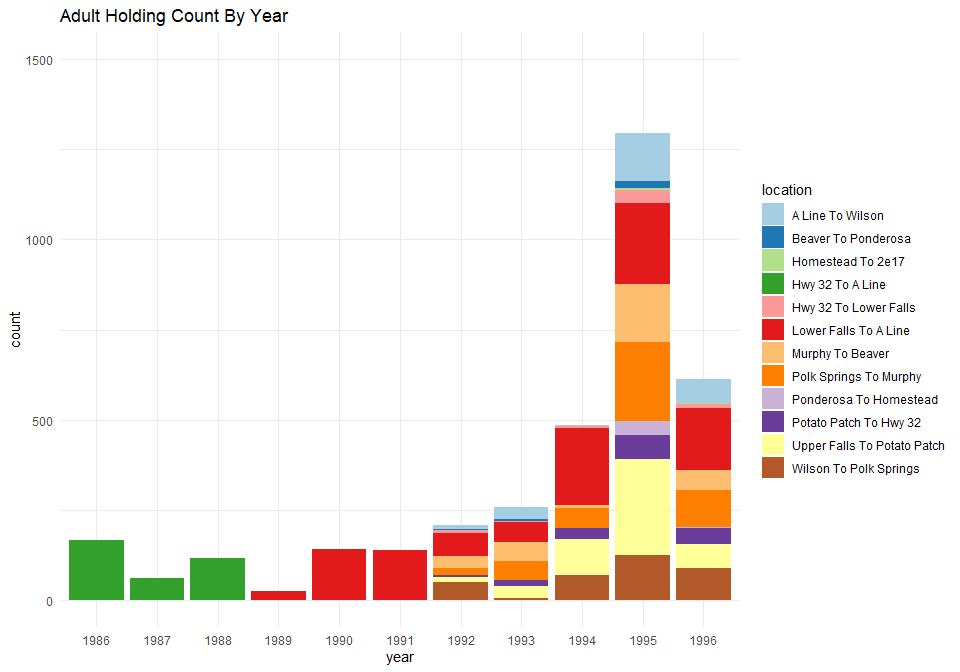 Adult Holding Count By Year
1500
1000
500
0
count
1986 1987 1988 1989 1990 1991 1992 1993 1994 1995 1996
year
location
A Line To Wilson
Beaver To Ponderosa
Homestead To 2e17
Hwy 32 To A Line
Hwy 32 To Lower Falls
Lower Falls To A Line
Murphy To Beaver
Polk Springs To Murphy
Ponderosa To Homestead
Potato Patch To Hwy 32
Upper Falls To Potato Patch
Wilson To Polk Springs